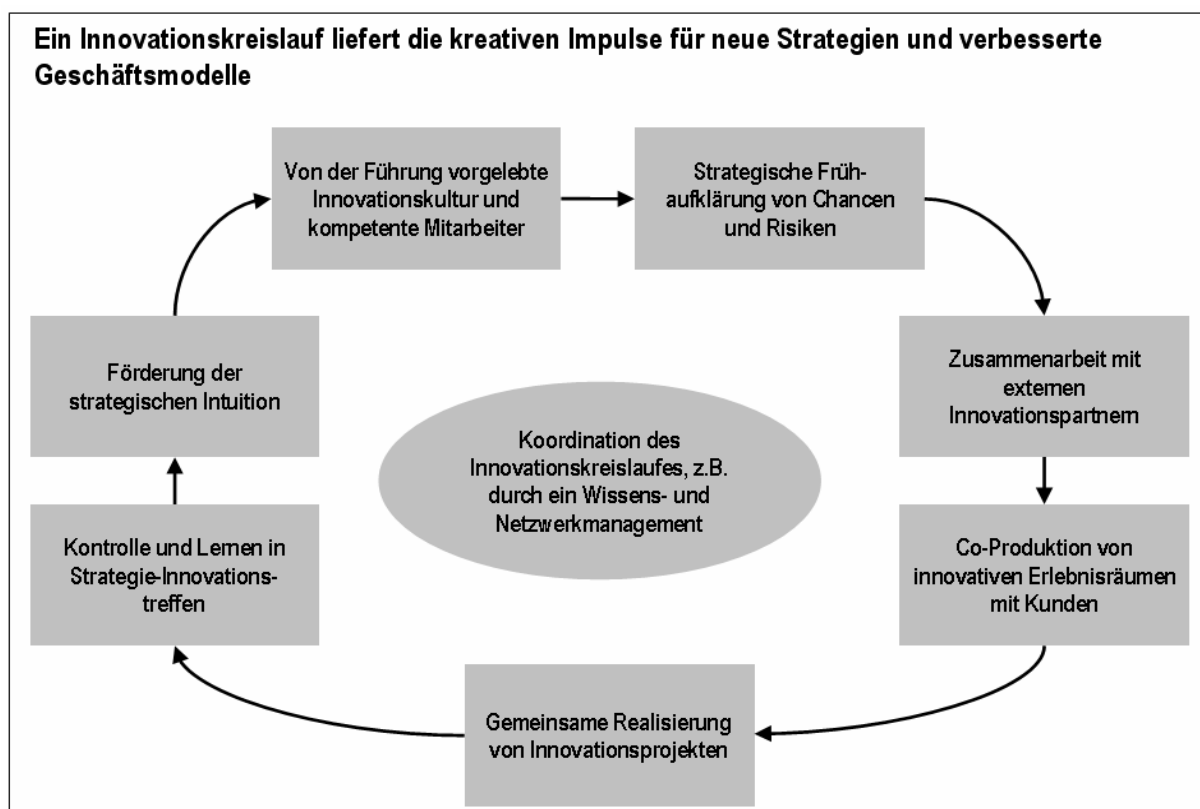 Ein Innovationskreislauf liefert die kreativen Impulse für neue Strategien und verbesserte
Geschäftsmodelle
Von der Führung vorgelebte
Innovationskultur und
kompetente Mitarbeiter
Strategische Früh-
aufklärung von Chancen
und Risiken
Zusammenarbeit mit
externen
Innovationspartnern
Co-Produktion von
innovativen Erlebnisräumen
mit Kunden
Gemeinsame Realisierung
von Innovationsprojekten
Kontrolle und Lernen in
Strategie-Innovations-
treffen
Förderung der
strategischen Intuition
Koordination des
Innovationskreislaufes, z.B.
durch ein Wissens- und
Netzwerkmanagement